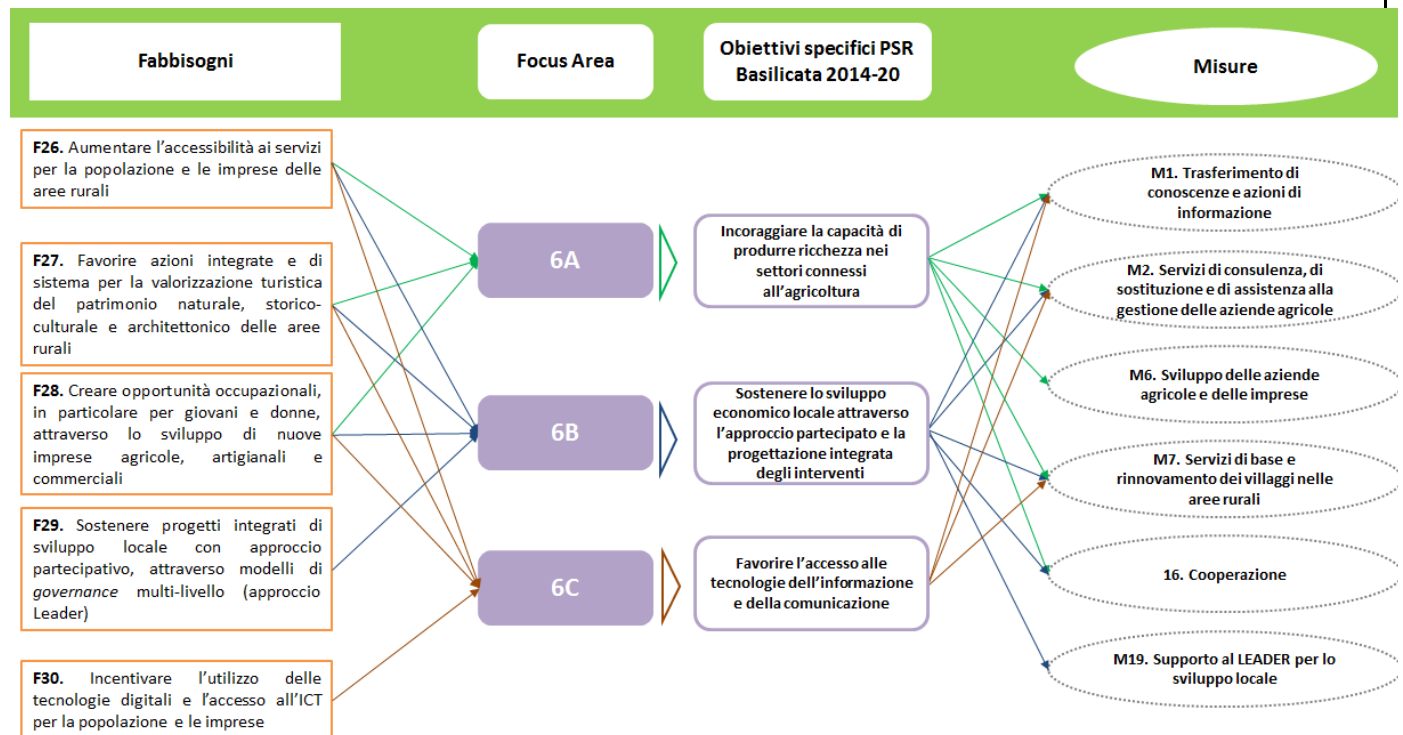 Fabbisogni
Focus Area
Obiettivi specifici PSR
Basilicata 2014-20
Misure
F26. Aumentare l'accessibilità ai servizi
per la popolazione e le imprese delle
aree rurali
F27. Favorire azioni integrate e di
sistema per la valorizzazione turistica
del patrimonio naturale, storico-
culturale e architettonico delle aree
rurali
F28. Creare opportunità occupazionali,
in particolare per giovani e donne,
attraverso lo sviluppo di nuove
imprese agricole, artigianali e
commerciali
F29. Sostenere progetti integrati di
sviluppo locale con approccio
partecipativo, attraverso modelli di
governance multi-livello (approccio
Leader)
F30. Incentivare l'utilizzo delle
tecnologie digitali e l'accesso all'ICT
per la popolazione e le imprese
6A
6B
6C
Incoraggiare la capacità di
produrre ricchezza nei
settori connessi
all'agricoltura
Sostenere lo sviluppo
economico locale attraverso
l'approccio partecipato e la
progettazione integrata
degli interventi
Favorire l'accesso alle
tecnologie dell'informazione
e della comunicazione
M1. Trasferimento di
conoscenze e azioni di
informazione
M2. Servizi di consulenza, di
sostituzione e di assistenza alla
gestione delle aziende agricole
M6. Sviluppo delle aziende
agricole e delle imprese
M7. Servizi di base e
rinnovamento dei villaggi nelle
aree rurali
16. Cooperazione
M19. Supporto al LEADER per lo
sviluppo locale